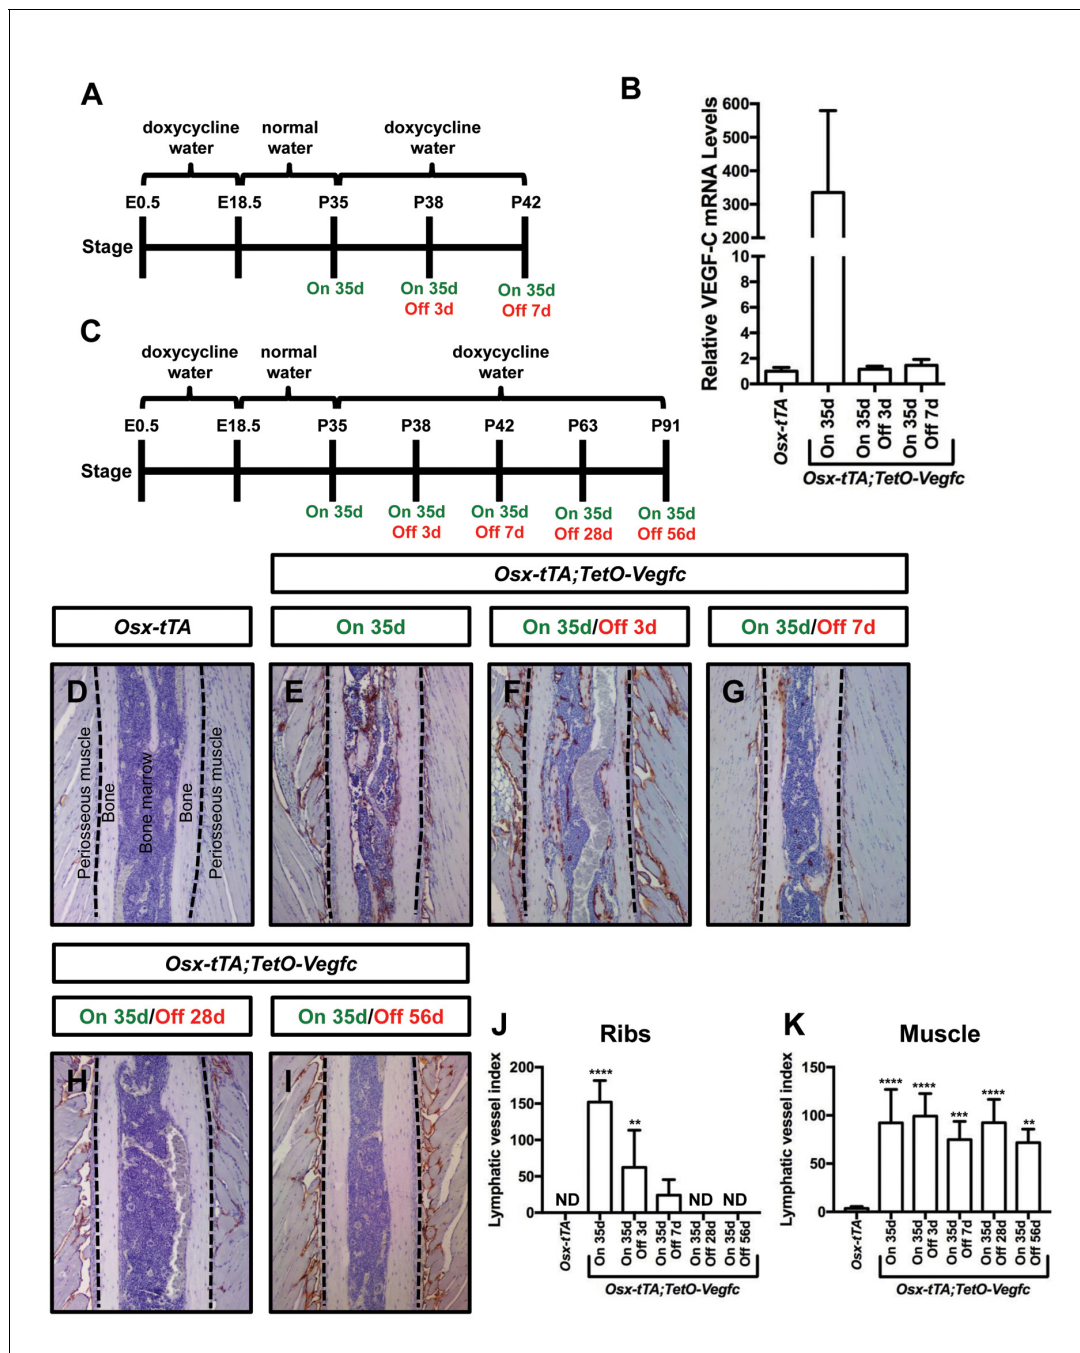 A
doxycycline water
normal water
doxycycline water
E0.5 E18.5 P35 P38 P42
Stage
On 35d On 35d On 35d
Off 3d Off 7d
B
Relative VEGF-C mRNA Levels
600
500
400
300
200
10
8
6
4
2
0
Osx-tTA
On 35d
On 35d Off 3d
On 35d Off 7d
Osx-tTA;TetO-Vegfc
C
doxycycline water
normal water
doxycycline water
E0.5 E18.5 P35 P38 P42 P63 P91
Stage
On 35d On 35d On 35d On 35d On 35d
Off 3d Off 7d Off 28d Off 56d
Osx-tTA;TetO-Vegfc
Osx-tTA
On 35d
On 35d/Off 3d
On 35d/Off 7d
D
Periosseous muscle
Bone
Bone marrow
Bone
Periosseous muscle
E
F
G
Osx-tTA;TetO-Vegfc
On 35d/Off 28d
On 35d/Off 56d
H
I
J
Ribs
Lymphatic vessel index
200
150
100
50
0
ND
****
**
ND
ND
Osx-tTA
On 35d
On 35d Off 3d
On 35d Off 7d
On 35d Off 28d
On 35d Off 56d
Osx-tTA;TetO-Vegfc
K
Muscle
Lymphatic vessel index
150
100
50
0
****
****
***
****
**
Osx-tTA
On 35d
On 35d Off 3d
On 35d Off 7d
On 35d Off 28d
On 35d Off 56d
Osx-tTA;TetO-Vegfc